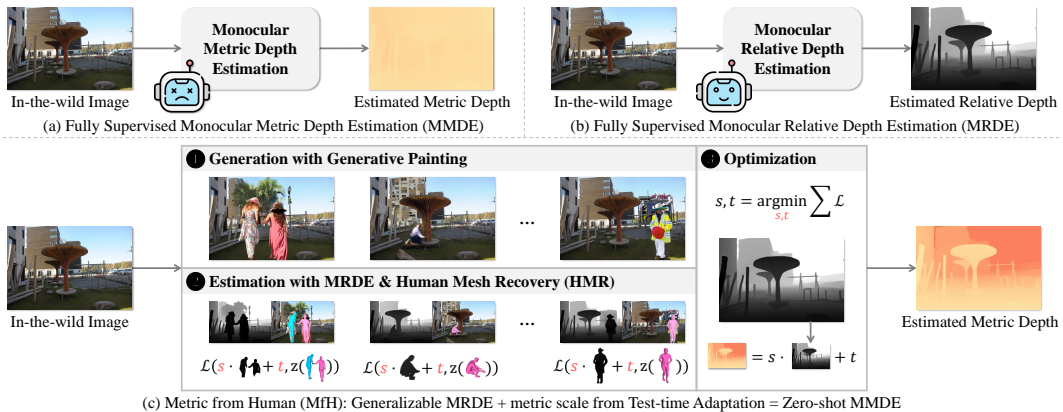 Monocular
Metric Depth
Estimation
In-the-wild Image
Estimated Metric Depth
(a) Fully Supervised Monocular Metric Depth Estimation (MMDE)
Monocular
Relative Depth
Estimation
In-the-wild Image
Estimated Relative Depth
(b) Fully Supervised Monocular Relative Depth Estimation (MRDE)
In-the-wild Image
1 Generation with Generative Painting
...
2 Estimation with MRDE & Human Mesh Recovery (HMR)
...
ℒ(s · + t, z( ))
ℒ(s · + t, z( ))
ℒ(s · + t, z( ))
3 Optimization
s, t = argmin ∑ ℒ
s,t
= s · + t
Estimated Metric Depth
(c) Metric from Human (MfH): Generalizable MRDE + metric scale from Test-time Adaptation = Zero-shot MMDE